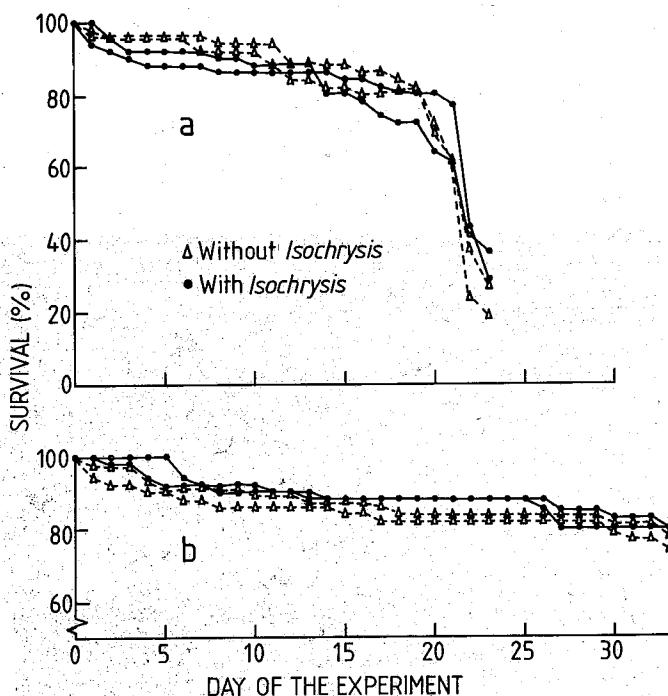 100
80
60
40
20
0
a
Δ Without Isochrysis
• With Isochrysis
SURVIVAL (%)
100
80
60
b
0 5 10 15 20 25 30
DAY OF THE EXPERIMENT